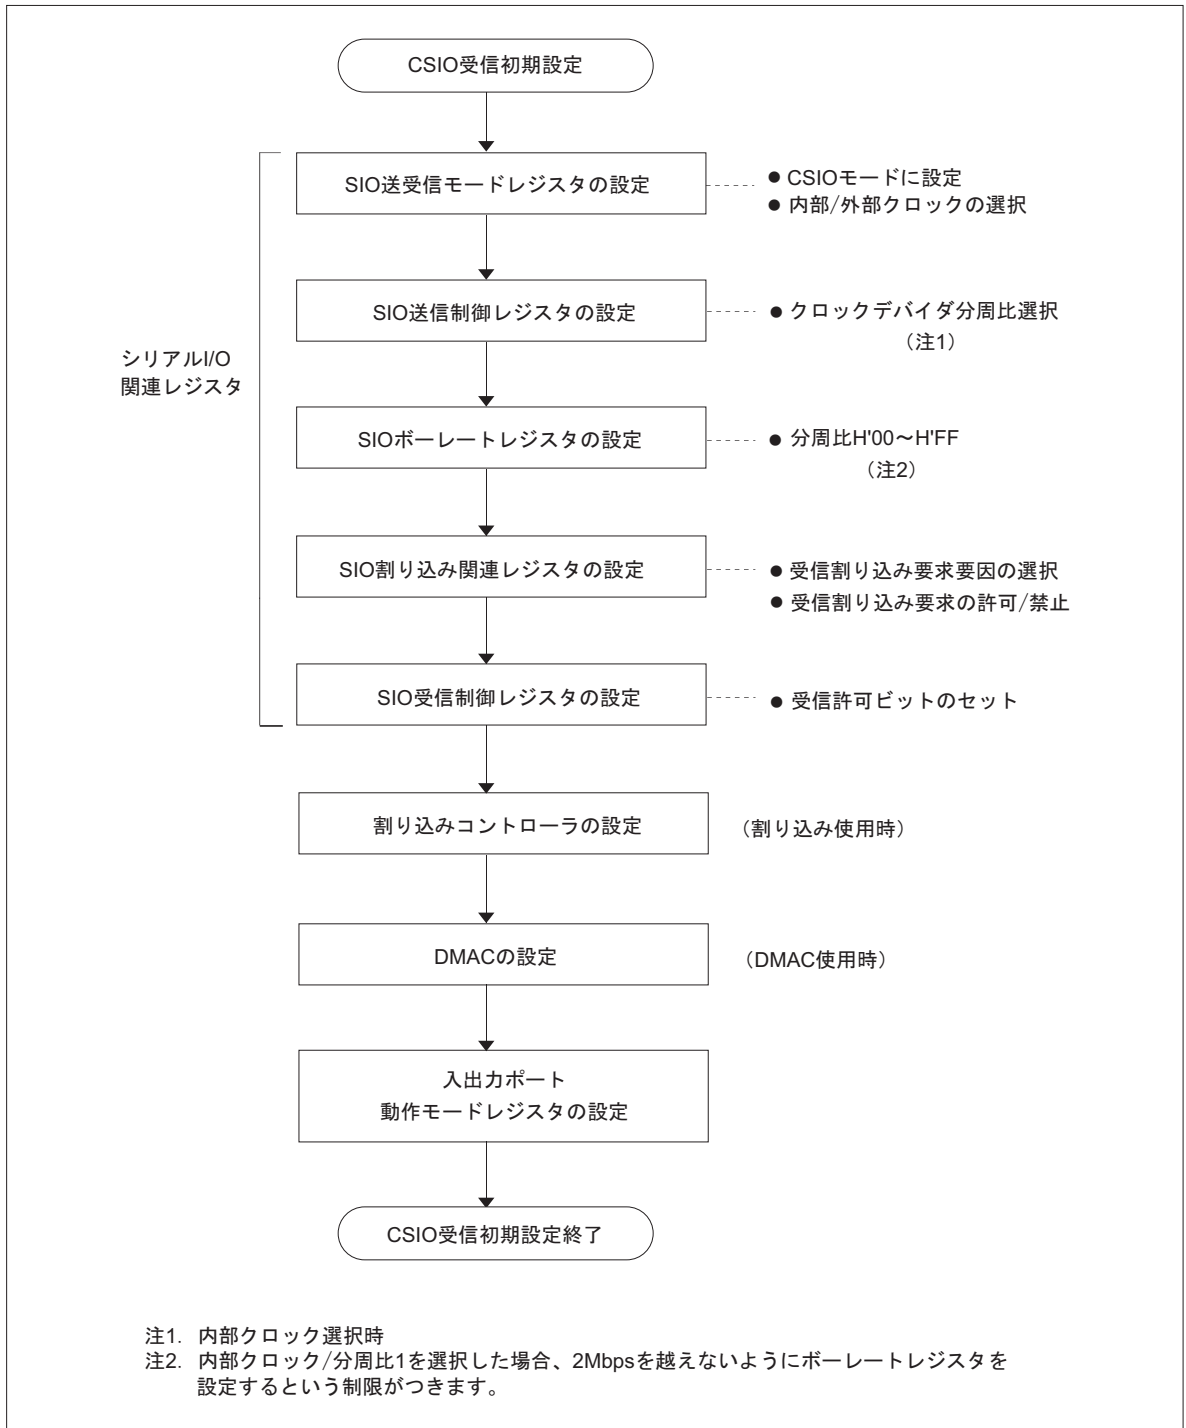 CSIO受信初期設定
SIO送受信モードレジスタの設定
● CSIOモードに設定
● 内部/外部クロックの選択
SIO送信制御レジスタの設定
● クロックデバイダ分周比選択
（注1）
シリアルI/O
関連レジスタ
SIOボーレートレジスタの設定
● 分周比H'00～H'FF
（注2）
SIO割り込み関連レジスタの設定
● 受信割り込み要求要因の選択
● 受信割り込み要求の許可/禁止
SIO受信制御レジスタの設定
● 受信許可ビットのセット
割り込みコントローラの設定
（割り込み使用時）
DMACの設定
（DMAC使用時）
入出力ポート
動作モードレジスタの設定
CSIO受信初期設定終了
注1. 内部クロック選択時
注2. 内部クロック/分周比1を選択した場合、2Mbpsを越えないようにボーレートレジスタを
設定するという制限がつきます。